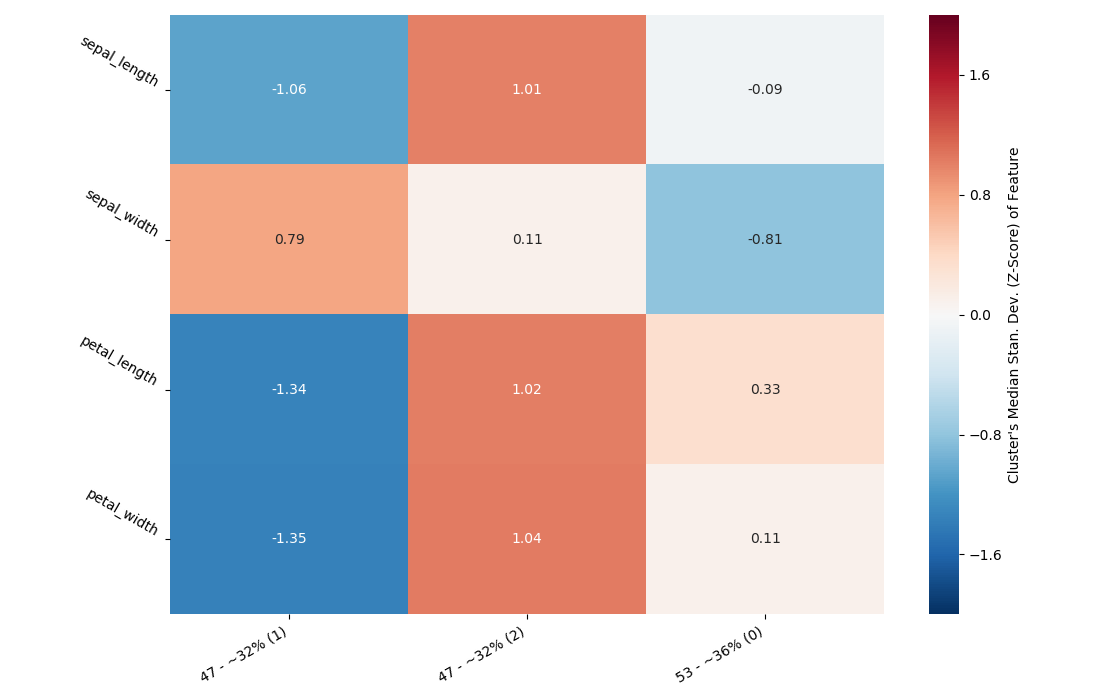 sepal_length
-1.06
1.01
-0.09
sepal_width
0.79
0.11
-0.81
petal_length
-1.34
1.02
0.33
petal_width
-1.35
1.04
0.11
47 - ~32% (1)
47 - ~32% (2)
53 - ~36% (0)
1.6
0.8
0.0
−0.8
−1.6
Cluster's Median Stan. Dev. (Z-Score) of Feature